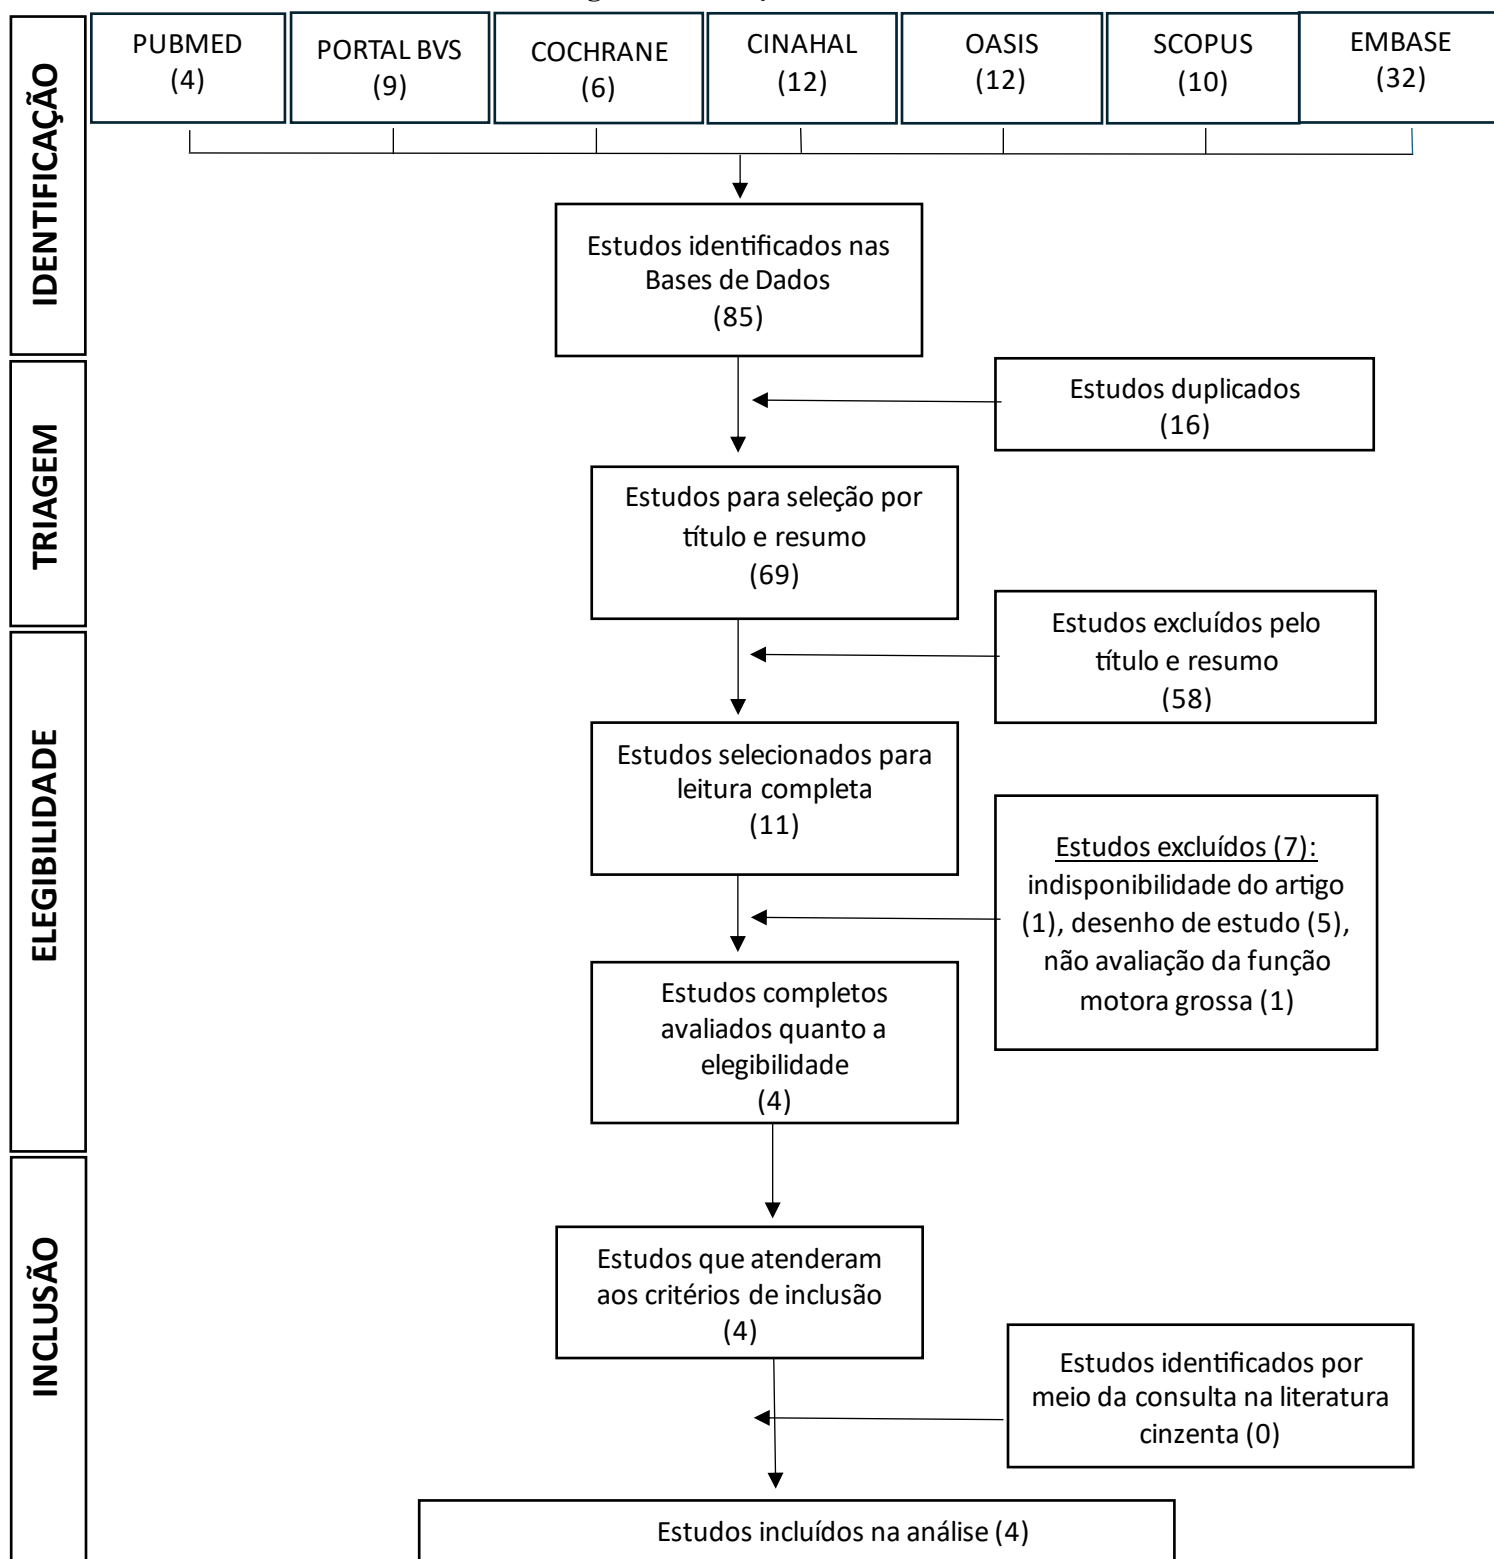 PUBMED
(4)
PORTAL BVS
(9)
COCHRANE
(6)
CINAHAL
(12)
OASIS
(12)
SCOPUS
(10)
EMBASE
(32)
IDENTIFICAÇÃO
Estudos identificados nas
Bases de Dados
(85)
Estudos duplicados
(16)
TRIAGEM
Estudos para seleção por
título e resumo
(69)
Estudos excluídos pelo
título e resumo
(58)
ELEGIBILIDADE
Estudos selecionados para
leitura completa
(11)
Estudos excluídos (7):
indisponibilidade do artigo
(1), desenho de estudo (5),
não avaliação da função
motora grossa (1)
Estudos completos
avaliados quanto a
elegibilidade
(4)
INCLUSÃO
Estudos que atenderam
aos critérios de inclusão
(4)
Estudos identificados por
meio da consulta na literatura
cinzenta (0)
Estudos incluídos na análise (4)